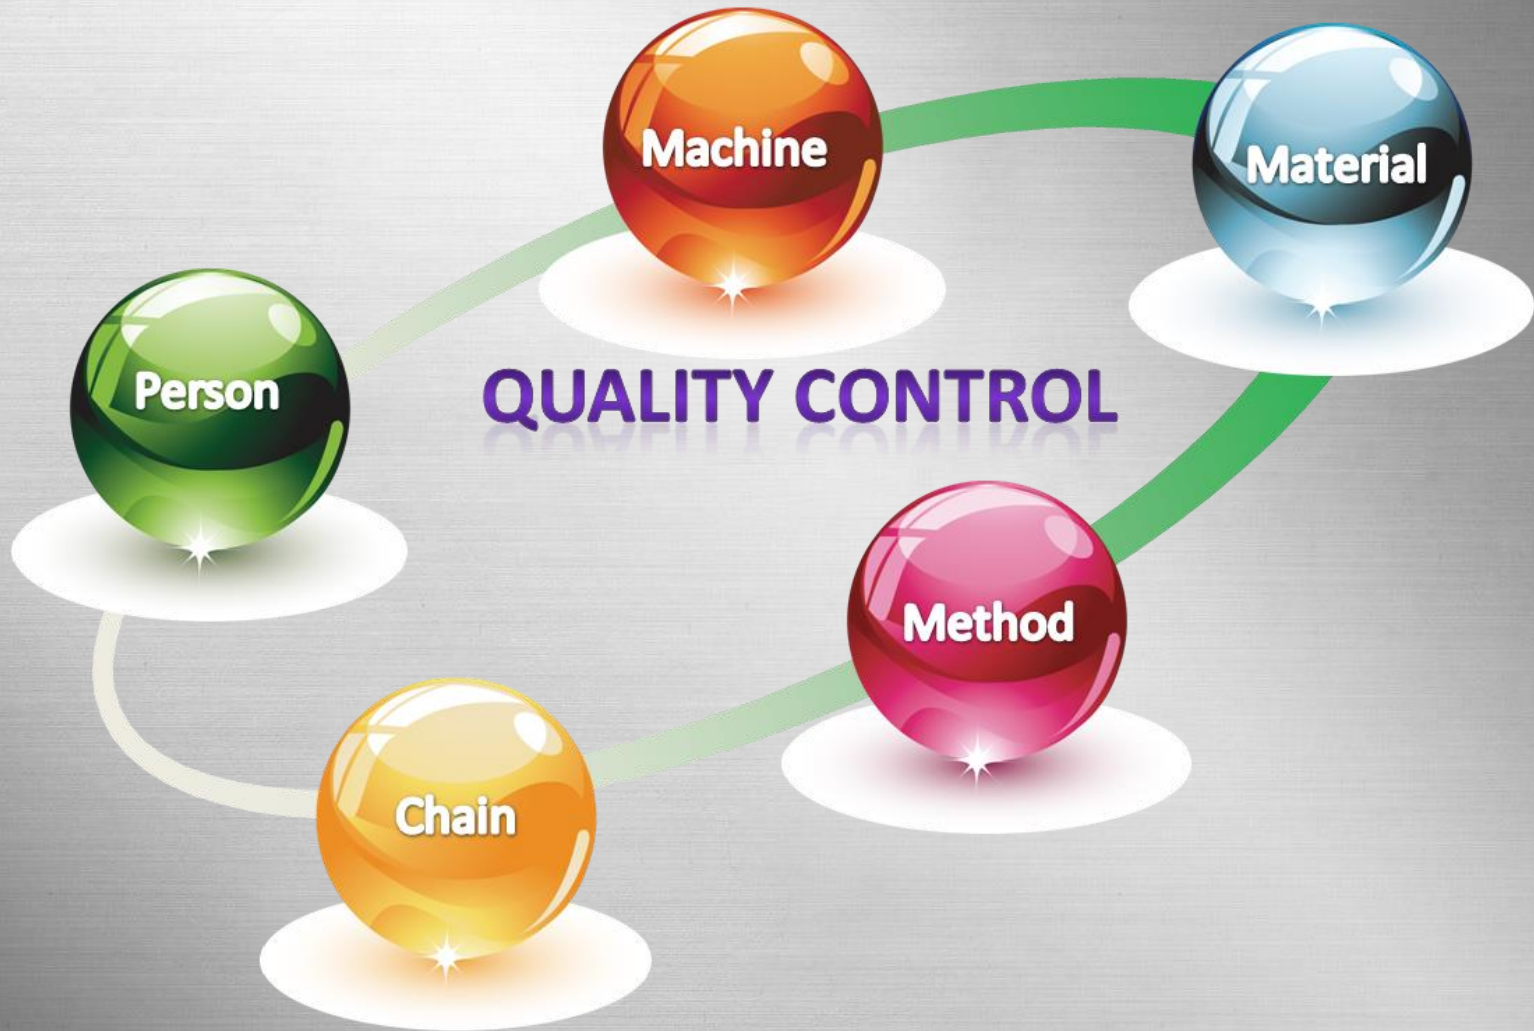 Machine
Material
Person
QUALITY CONTROL
Method
Chain